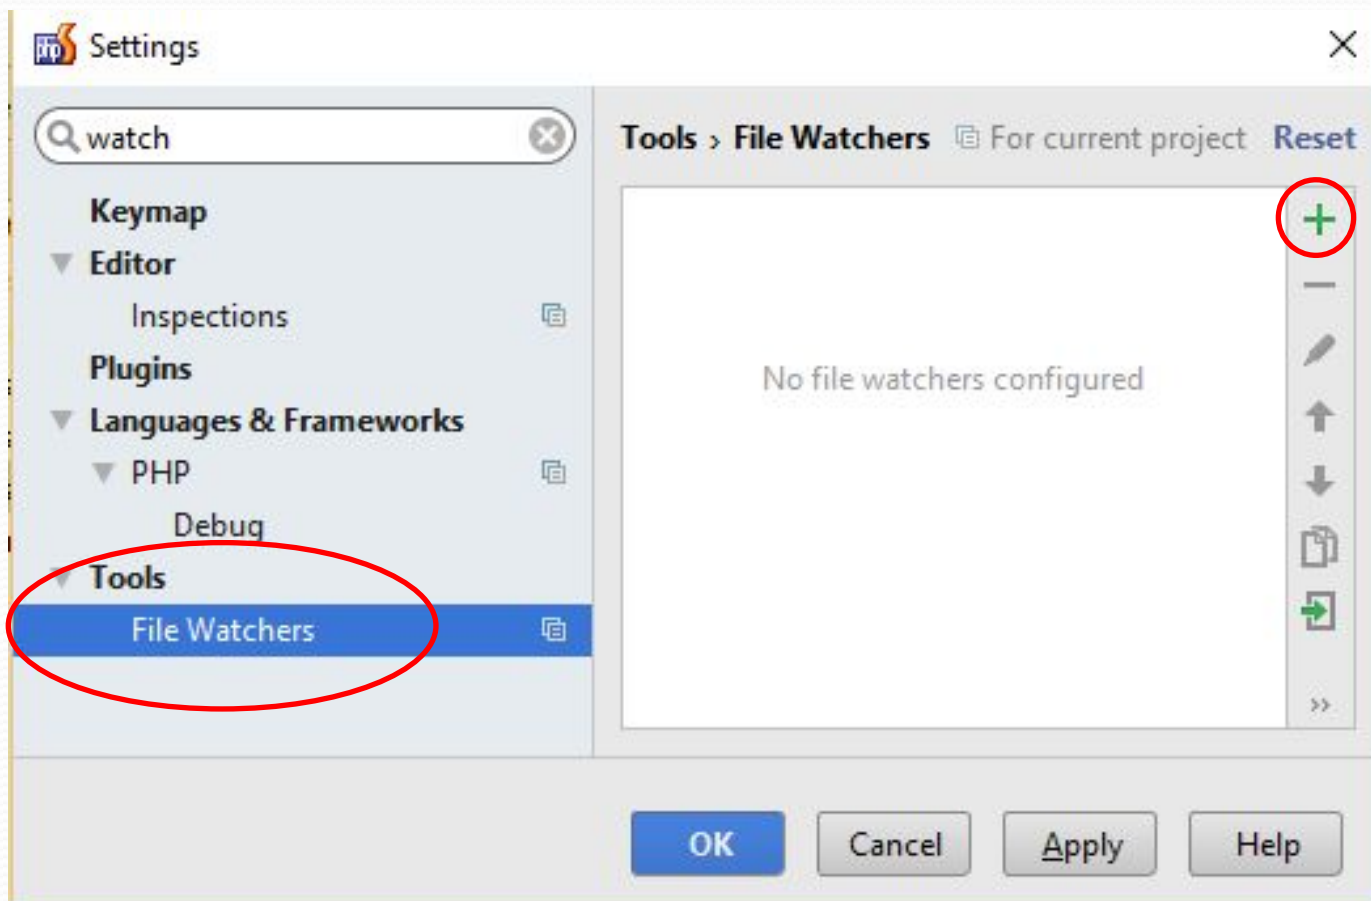 php Settings
watch
Keymap
Editor
Inspections
Plugins
Languages & Frameworks
PHP
Debug
Tools
File Watchers
Tools › File Watchers For current project Reset
No file watchers configured
OK Cancel Apply Help